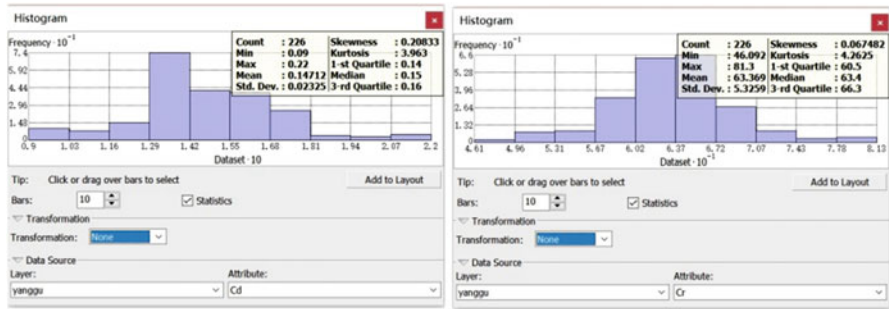 Histogram
Frequency · 10⁻¹
Count : 226 Skewness : 0.20833
Min : 0.09 Kurtosis : 3.963
Max : 0.22 1-st Quartile : 0.14
Mean : 0.14712 Median : 0.15
Std. Dev. : 0.02325 3-rd Quartile : 0.16
7.4
5.92
4.44
2.96
1.48
0
0.9 1.03 1.16 1.29 1.42 1.55 1.68 1.81 1.94 2.07 2.2
Dataset · 10
Tip: Click or drag over bars to select Add to Layout
Bars: 10 Statistics
Transformation
Transformation: None
Data Source
Layer: Attribute:
yanggu Cd
Histogram
Frequency · 10⁻¹
Count : 226 Skewness : 0.067482
Min : 46.092 Kurtosis : 4.2625
Max : 81.3 1-st Quartile : 60.5
Mean : 63.369 Median : 63.4
Std. Dev. : 5.3259 3-rd Quartile : 66.3
6.6
5.28
3.96
2.64
1.32
0
4.61 4.96 5.31 5.67 6.02 6.37 6.72 7.07 7.43 7.78 8.13
Dataset · 10⁻¹
Tip: Click or drag over bars to select Add to Layout
Bars: 10 Statistics
Transformation
Transformation: None
Data Source
Layer: Attribute:
yanggu Cr